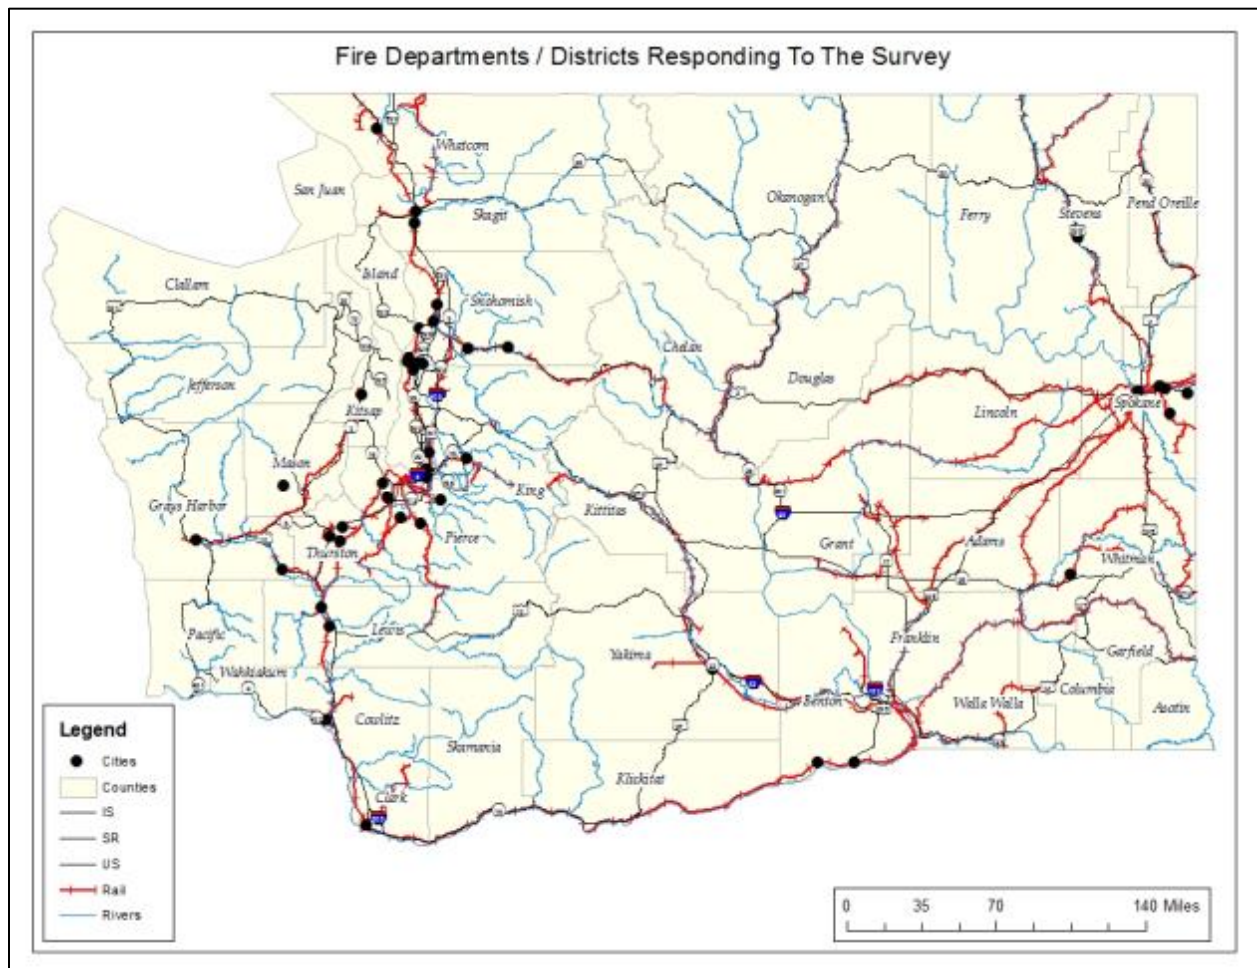 Fire Departments / Districts Responding To The Survey
Whatcom
San Juan
Skagit
Okanogan
Ferry
Stevens
Pend Oreille
Island
Clallam
Snohomish
Chelan
Douglas
Jefferson
Kitsap
Lincoln
Spokane
Mason
King
Grays Harbor
Kittitas
Pierce
Grant
Adams
Thurston
Whitman
Pacific
Lewis
Franklin
Yakima
Garfield
Wahkiakum
Benton
Columbia
Walla Walla
Asotin
Cowlitz
Skamania
Klickitat
Clark
Legend
Cities
Counties
IS
SR
US
Rail
Rivers
0 35 70 140 Miles